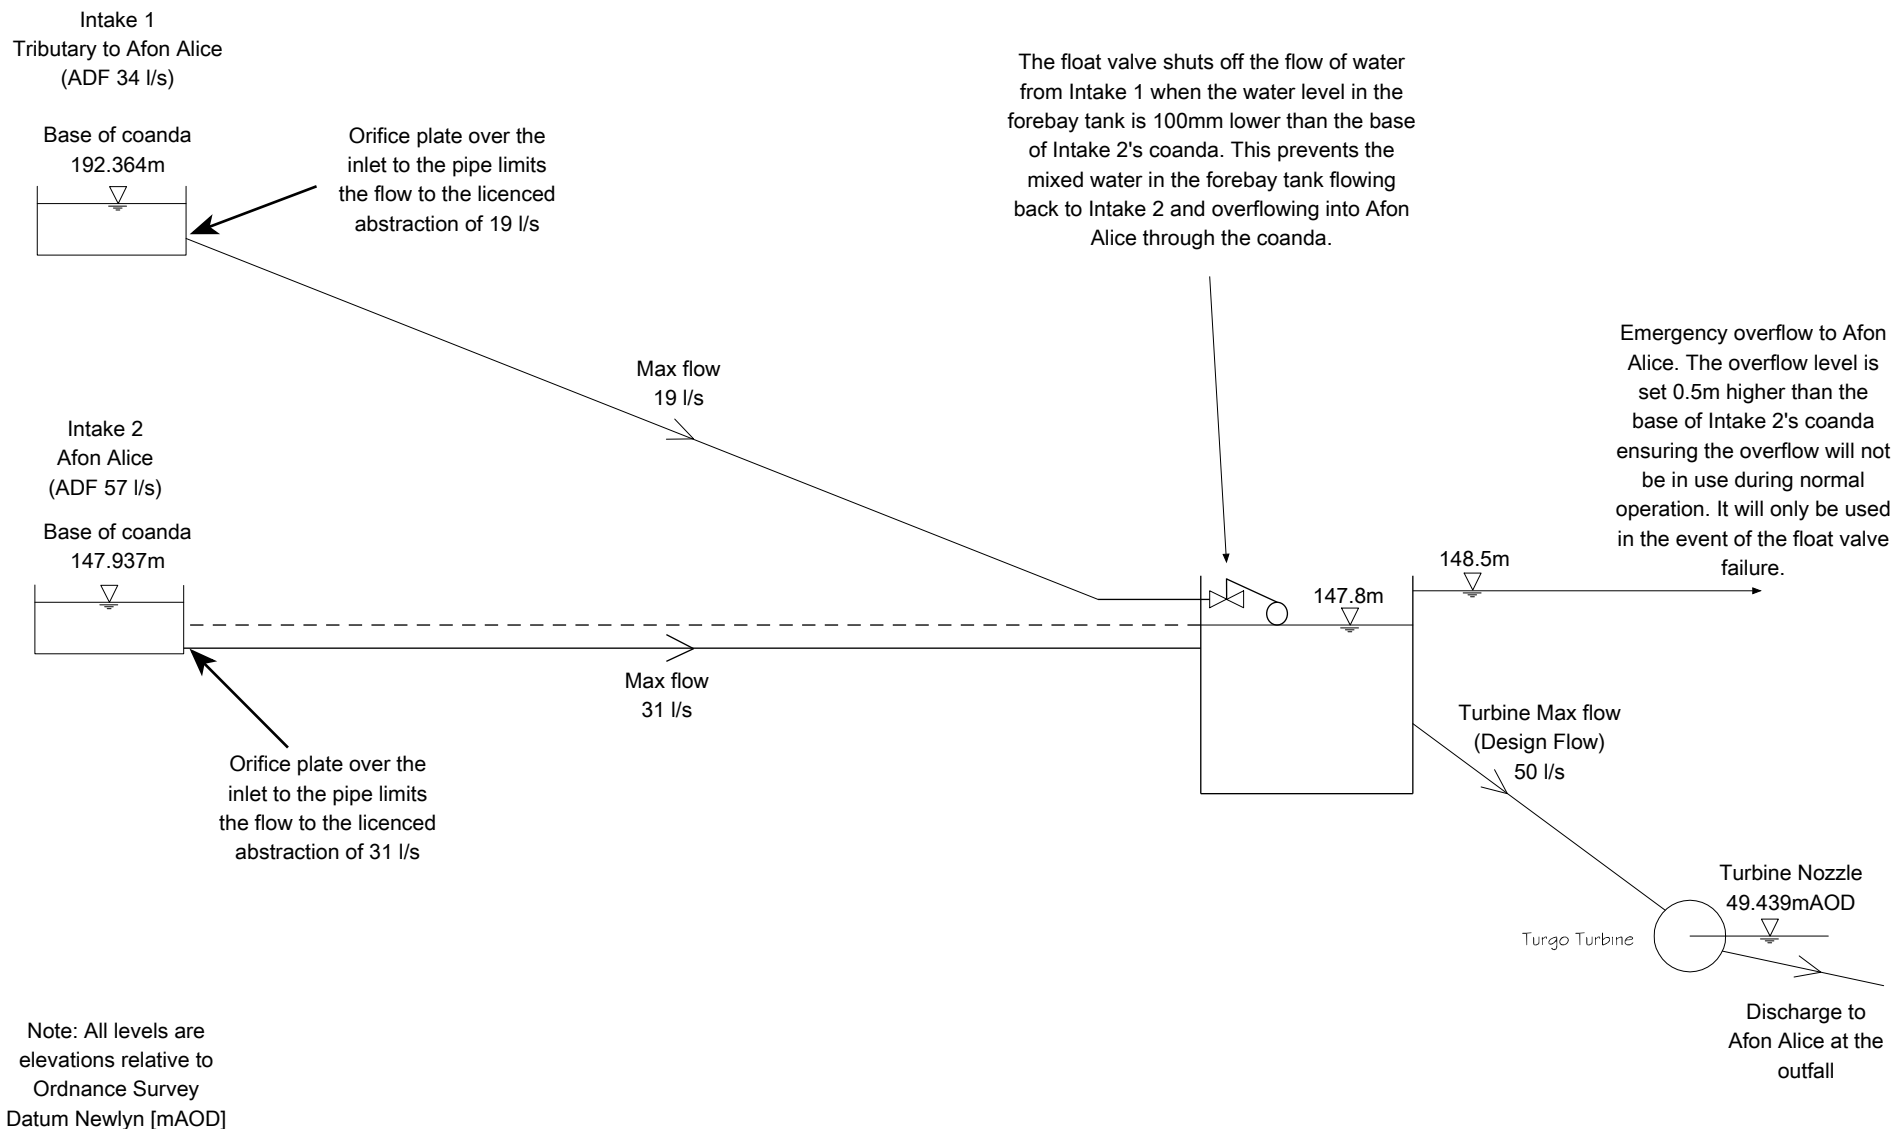 Intake 1
Tributary to Afon Alice
(ADF 34 l/s)
Base of coanda
192.364m
Orifice plate over the
inlet to the pipe limits
the flow to the licenced
abstraction of 19 l/s
The float valve shuts off the flow of water
from Intake 1 when the water level in the
forebay tank is 100mm lower than the base
of Intake 2's coanda. This prevents the
mixed water in the forebay tank flowing
back to Intake 2 and overflowing into Afon
Alice through the coanda.
Max flow
19 l/s
Emergency overflow to Afon
Alice. The overflow level is
set 0.5m higher than the
base of Intake 2's coanda
ensuring the overflow will not
be in use during normal
operation. It will only be used
in the event of the float valve
failure.
Intake 2
Afon Alice
(ADF 57 l/s)
Base of coanda
147.937m
148.5m
147.8m
Max flow
31 l/s
Orifice plate over the
inlet to the pipe limits
the flow to the licenced
abstraction of 31 l/s
Turbine Max flow
(Design Flow)
50 l/s
Turbine Nozzle
49.439mAOD
Turgo Turbine
Discharge to
Afon Alice at the
outfall
Note: All levels are
elevations relative to
Ordnance Survey
Datum Newlyn [mAOD]